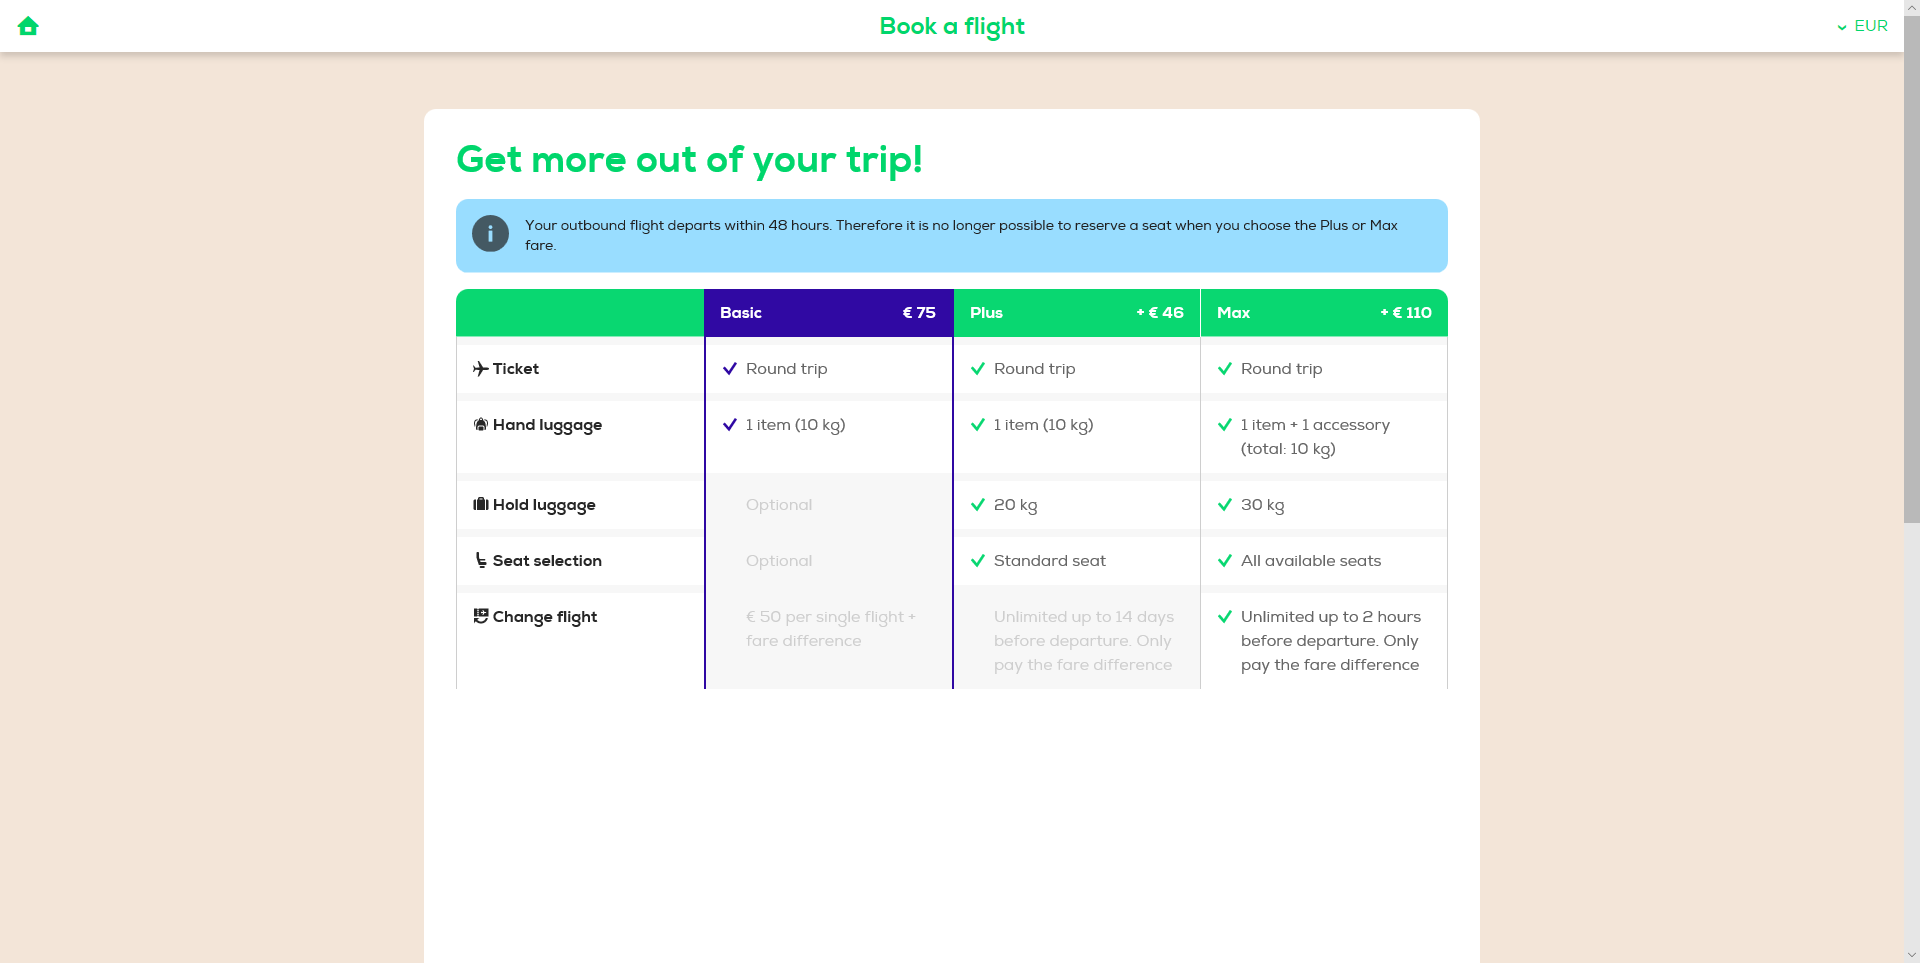 Book a flight
EUR
Get more out of your trip!
Your outbound flight departs within 48 hours. Therefore it is no longer possible to reserve a seat when you choose the Plus or Max
fare.
Basic € 75 Plus + € 46 Max + € 110
Ticket Round trip Round trip Round trip
Hand luggage 1 item (10 kg) 1 item (10 kg) 1 item + 1 accessory
(total: 10 kg)
Hold luggage Optional 20 kg 30 kg
Seat selection Optional Standard seat All available seats
Change flight € 50 per single flight + Unlimited up to 14 days Unlimited up to 2 hours
fare difference before departure. Only before departure. Only
pay the fare difference pay the fare difference